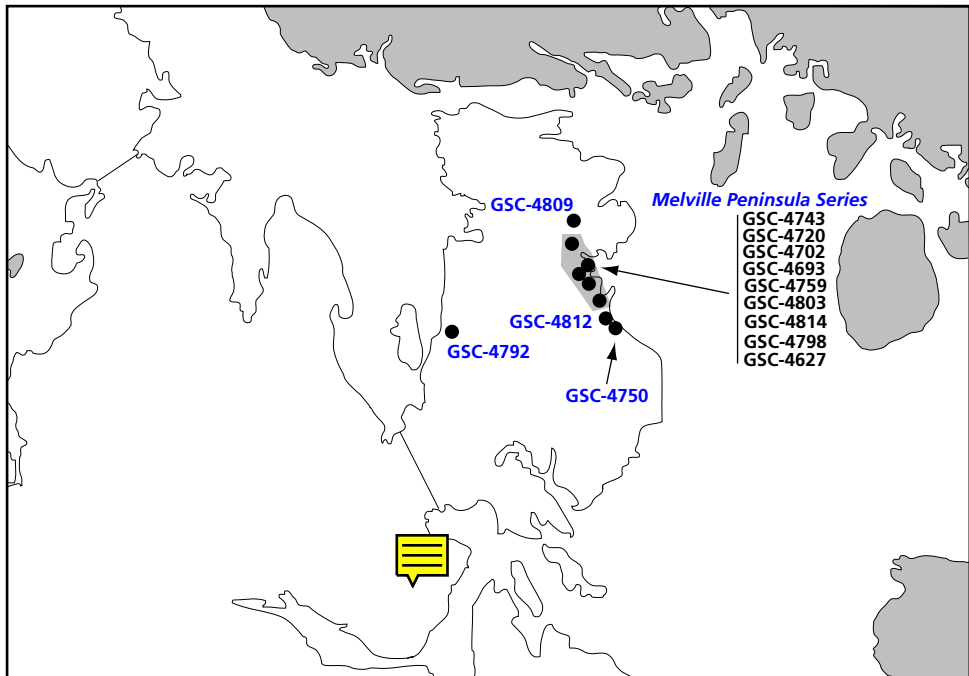 GSC-4809
Melville Peninsula Series
GSC-4743
GSC-4720
GSC-4702
GSC-4693
GSC-4759
GSC-4803
GSC-4814
GSC-4798
GSC-4627
GSC-4812
GSC-4792
GSC-4750